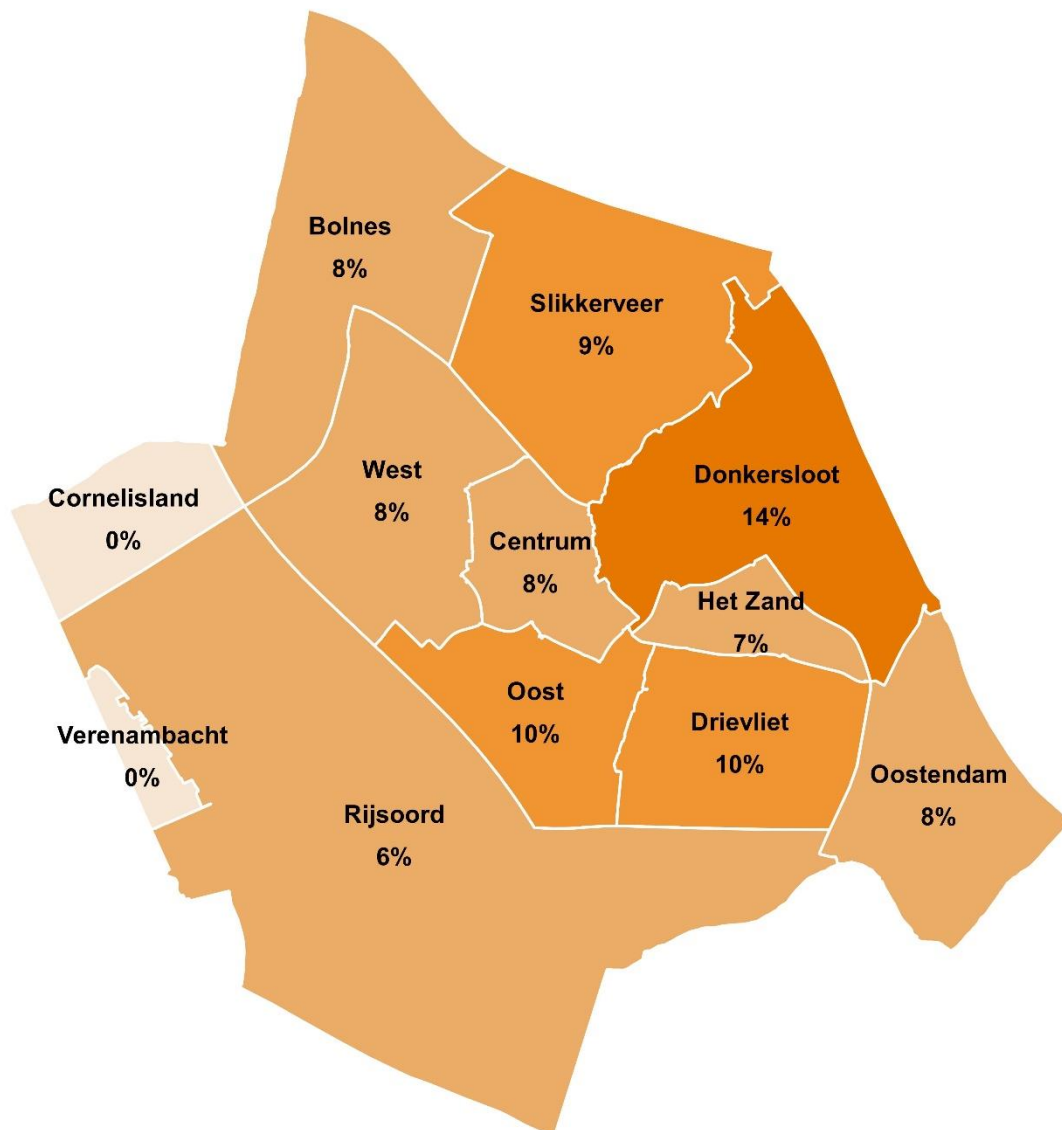 Bolnes
8%
Slikkerveer
9%
West
8%
Donkersloot
14%
Cornelisland
0%
Centrum
8%
Het Zand
7%
Oost
10%
Drievliet
10%
Verenambacht
0%
Oostendam
8%
Rijsoord
6%